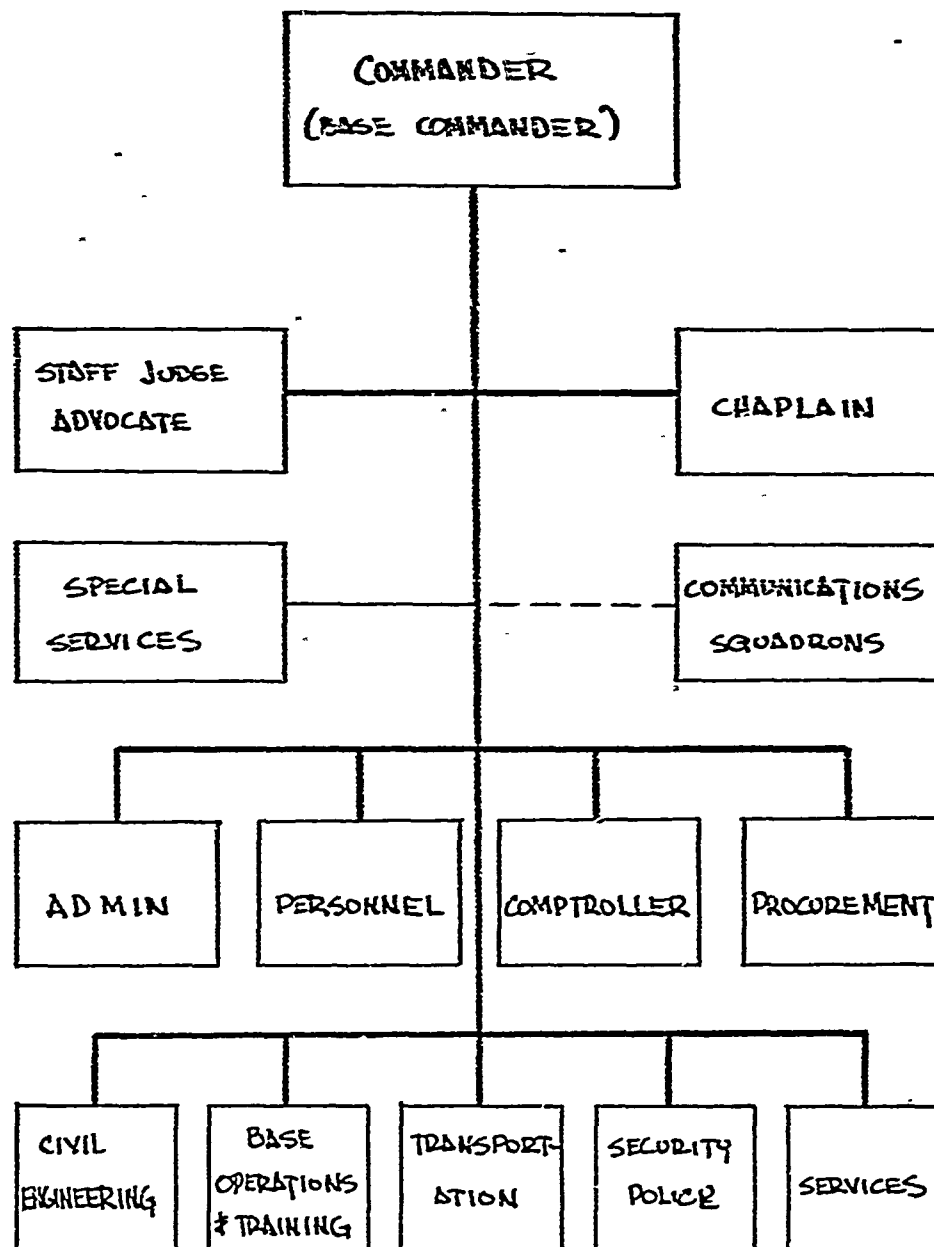 COMMANDER
(BASE COMMANDER)
STAFF JUDGE
ADVOCATE
CHAPLAIN
SPECIAL
SERVICES
COMMUNICATIONS
SQUADRONS
ADMIN
PERSONNEL
COMPTROLLER
PROCUREMENT
CIVIL
ENGINEERING
BASE
OPERATIONS
& TRAINING
TRANSPORT-
ATION
SECURITY
POLICE
SERVICES